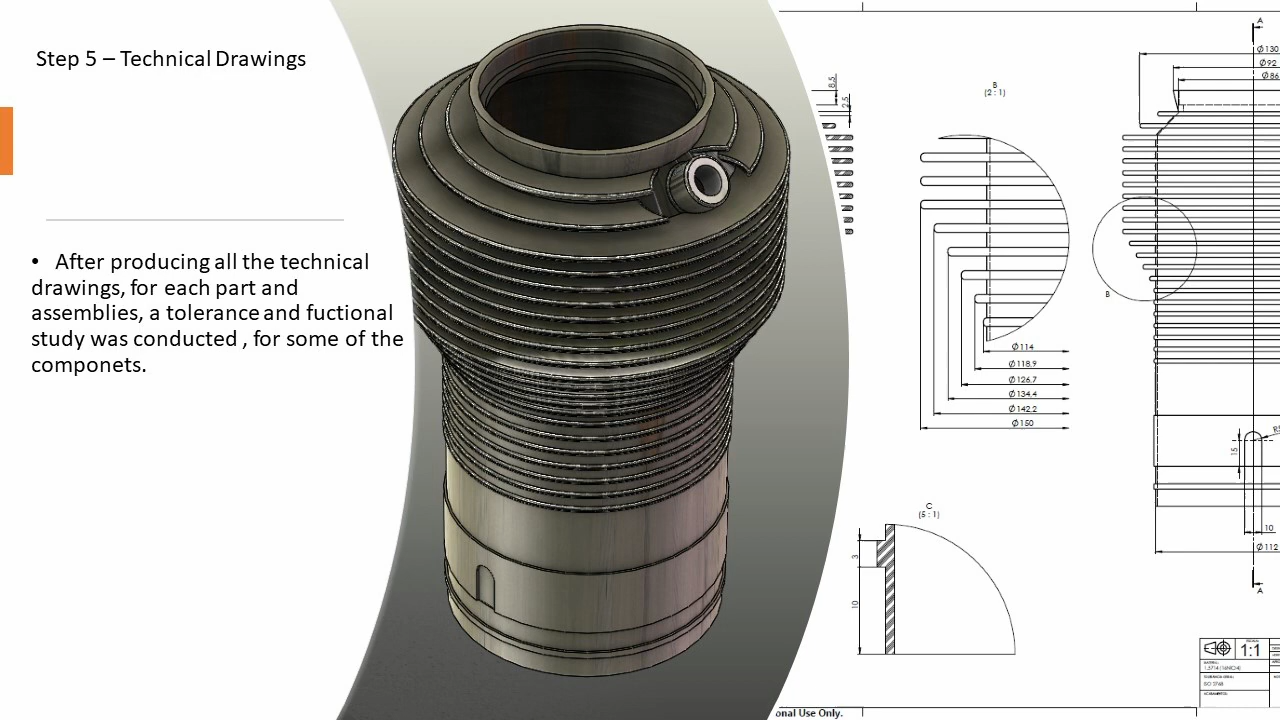 Step 5 – Technical Drawings
• After producing all the technical
drawings, for each part and
assemblies, a tolerance and fuctional
study was conducted , for some of the
componets.
8.5
2.5
B
(2 : 1)
Ø114
Ø118.9
Ø126.7
Ø134.4
Ø142.2
Ø150
A
Ø130
Ø92
Ø86
B
15
10
Ø112
A
C
(5 : 1)
3
10
1:1
ISO 2768
onal Use Only.